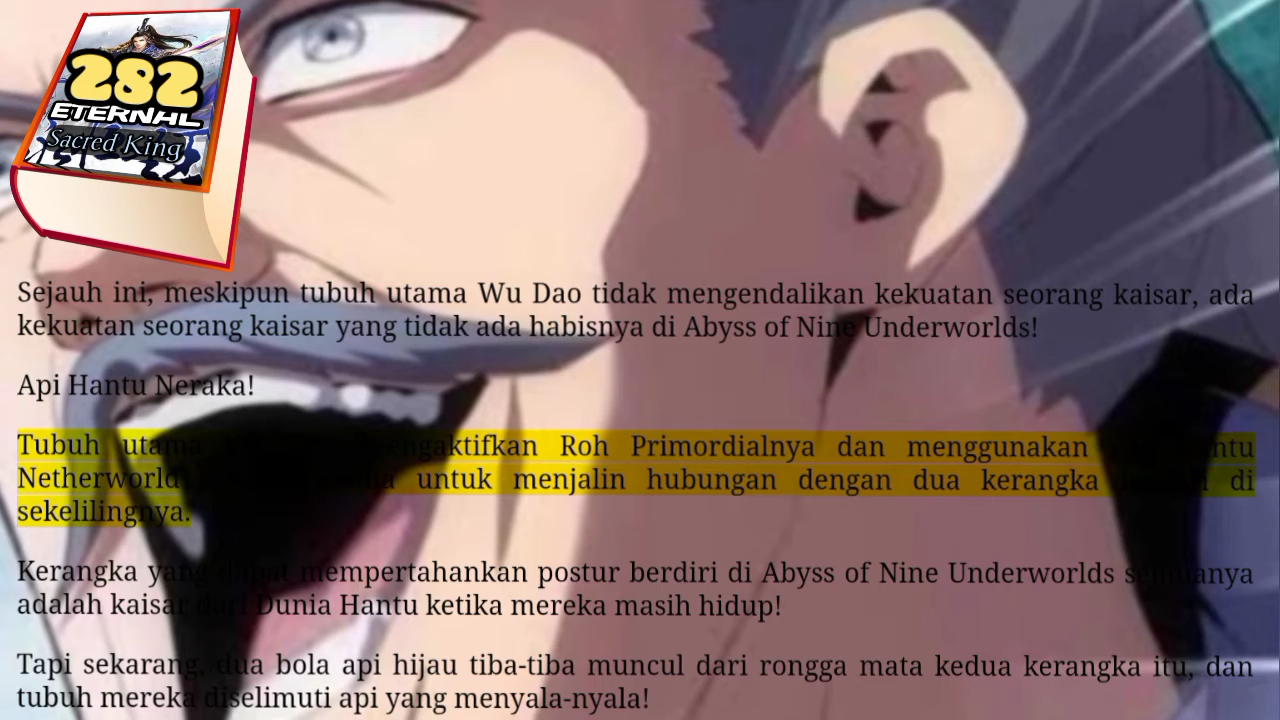 282
ETERNAL
Sacred King
Sejauh ini, meskipun tubuh utama Wu Dao tidak mengendalikan kekuatan seorang kaisar, ada
kekuatan seorang kaisar yang tidak ada habisnya di Abyss of Nine Underworlds!
Api Hantu Neraka!
Tubuh utama mengaktifkan Roh Primordialnya dan menggunakan
Netherworld untuk menjalin hubungan dengan dua kerangka di
sekelilingnya.
Kerangka yang dapat mempertahankan postur berdiri di Abyss of Nine Underworlds semuanya
adalah kaisar dari Dunia Hantu ketika mereka masih hidup!
Tapi sekarang, dua bola api hijau tiba-tiba muncul dari rongga mata kedua kerangka itu, dan
tubuh mereka diselimuti api yang menyala-nyala!